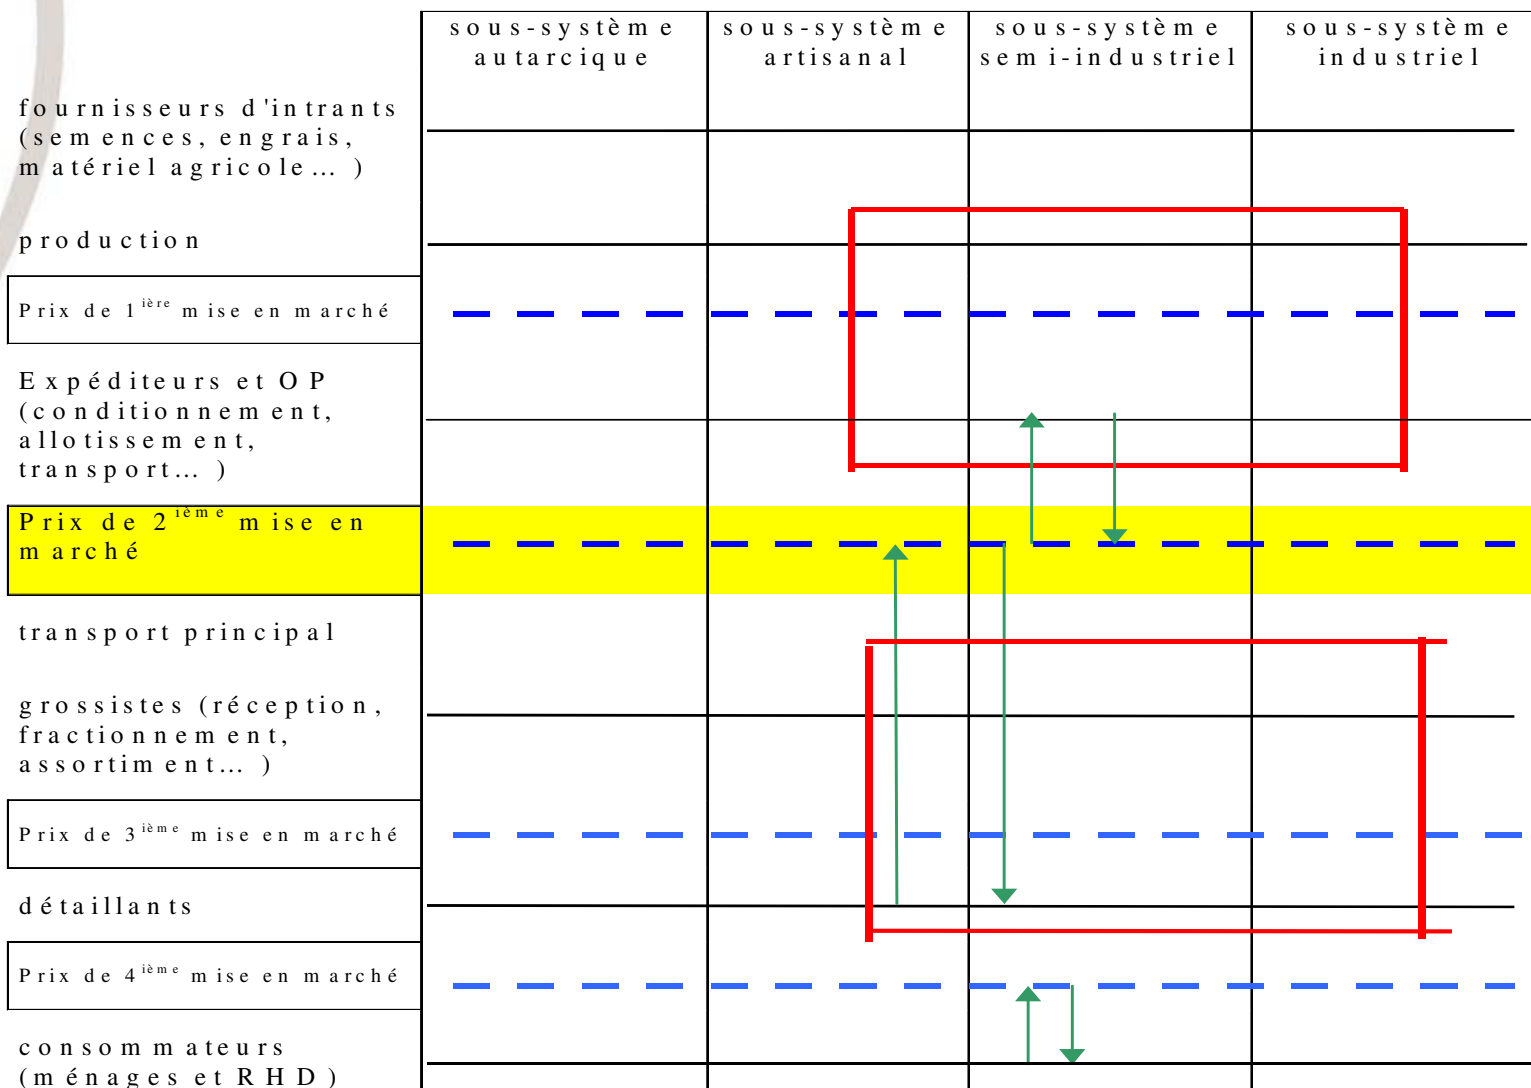 sous-système
autarcique
sous-système
artisanal
sous-système
semi-industriel
sous-système
industriel
fournisseurs d'intrants
(semences, engrais,
matériel agricole... )
production
Prix de 1ière mise en marché
Expéditeurs et OP
(conditionnement,
allotissement,
transport... )
Prix de 2ième mise en
marché
transport principal
grossistes (réception,
fractionnement,
assortiment... )
Prix de 3ième mise en marché
détaillants
Prix de 4ième mise en marché
consommateurs
(ménages et RHD)